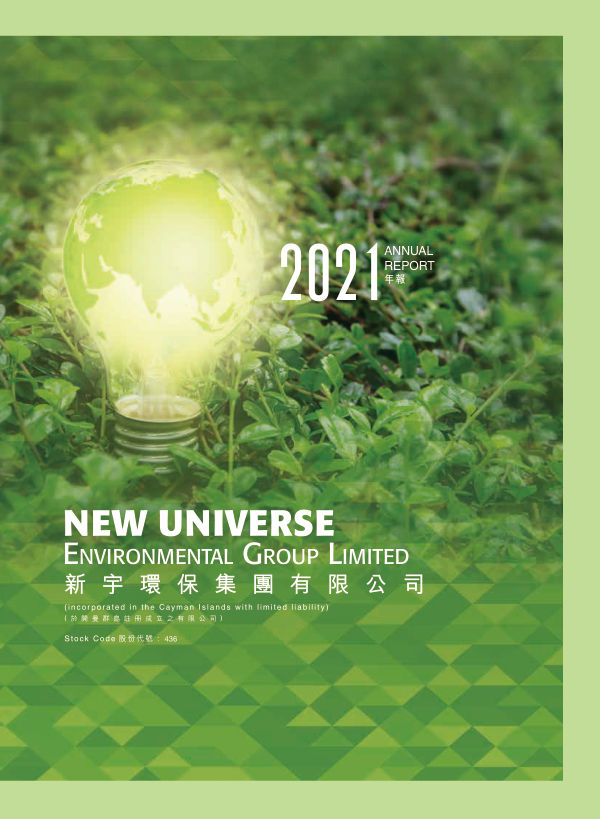 2021 ANNUAL
REPORT
年報
NEW UNIVERSE
ENVIRONMENTAL GROUP LIMITED
新宇環保集團有限公司
(incorporated in the Cayman Islands with limited liability)
(於開曼群島註冊成立之有限公司)
Stock Code 股份代號：436